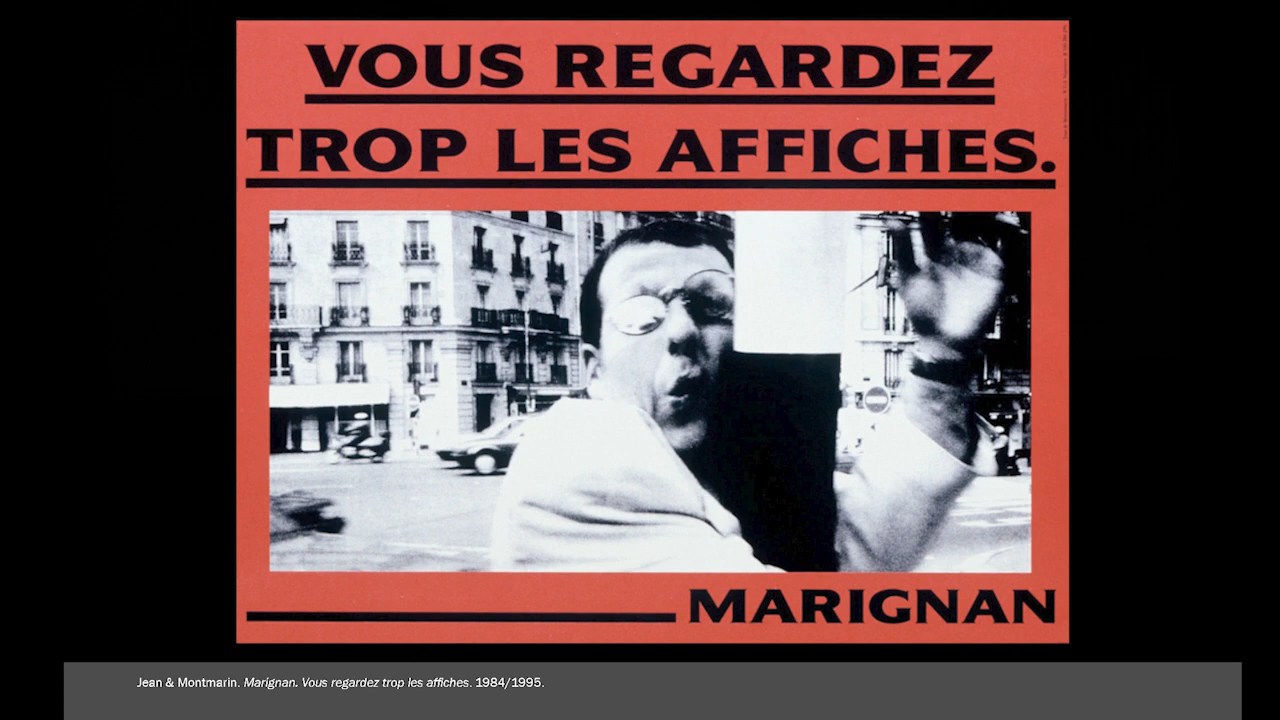 VOUS REGARDEZ
TROP LES AFFICHES.
MARIGNAN
Jean & Montmarin. Marignan. Vous regardez trop les affiches. 1984/1995.